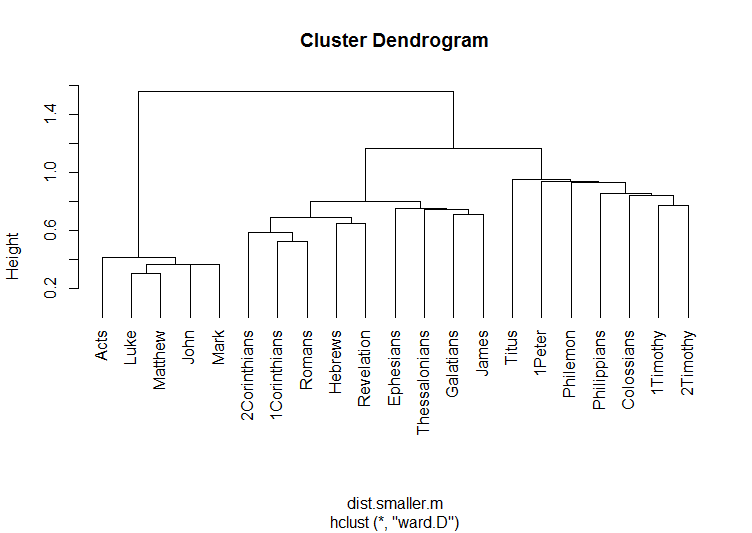 Cluster Dendrogram
Height
0.2
0.6
1.0
1.4
Acts
Luke
Matthew
John
Mark
2Corinthians
1Corinthians
Romans
Hebrews
Revelation
Ephesians
Thessalonians
Galatians
James
Titus
1Peter
Philemon
Philippians
Colossians
1Timothy
2Timothy
dist.smaller.m
hclust (*, "ward.D")